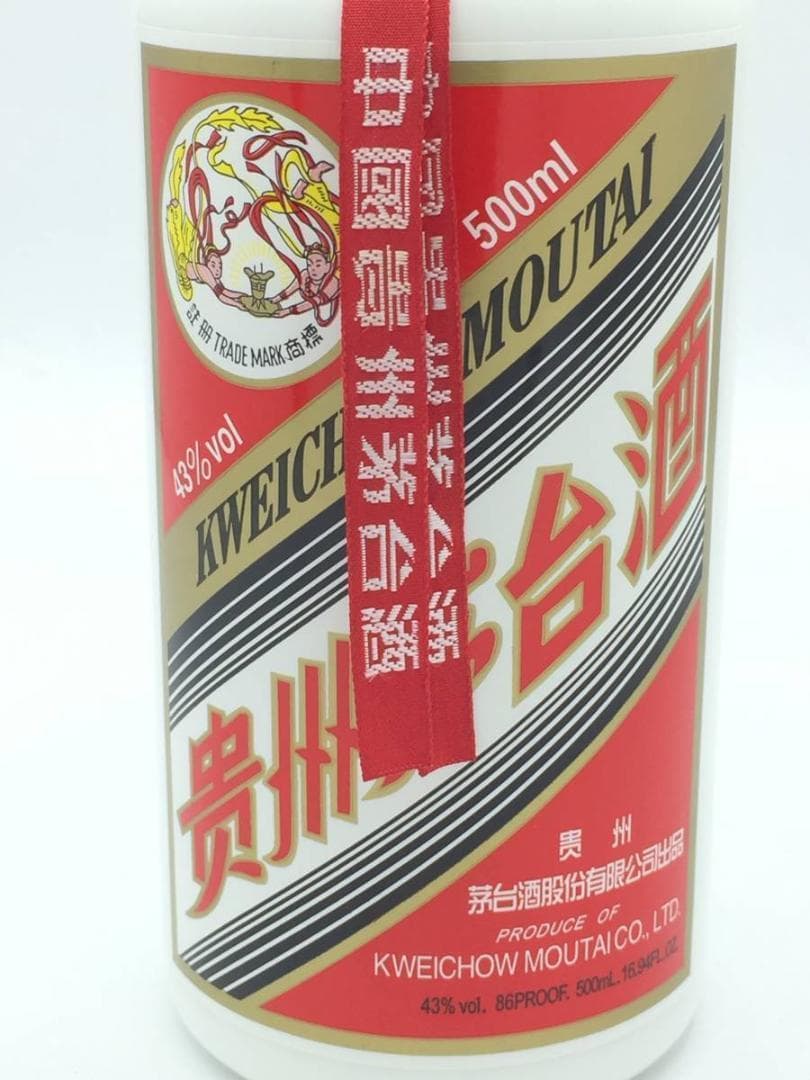 中國貴州茅台酒
500ml
註册 TRADE MARK 商標
43%vol
KWEICH MOUTAI
贵州茅台酒
贵 州
茅台酒股份有限公司出品
PRODUCE OF
KWEICHOW MOUTAI CO., LTD.
43% vol. 86PROOF. 500mL. 16.94FL.OZ.